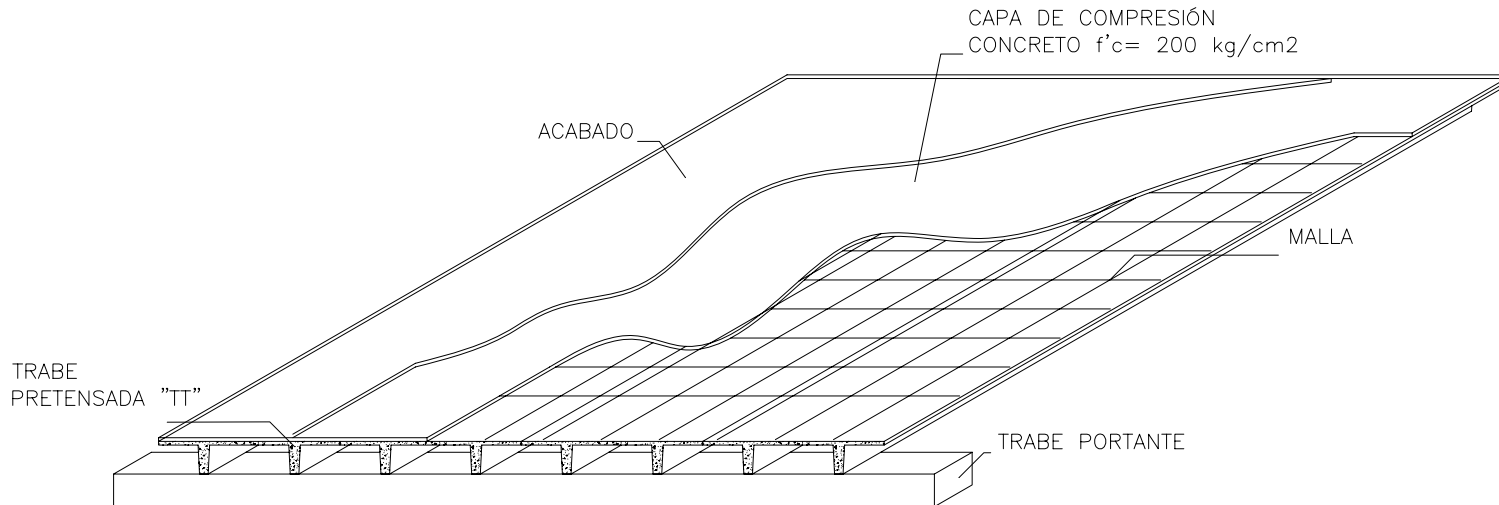 CAPA DE COMPRESIÓN
CONCRETO f'c= 200 kg/cm2
ACABADO
MALLA
TRABE
PRETENSADA "TT"
TRABE PORTANTE